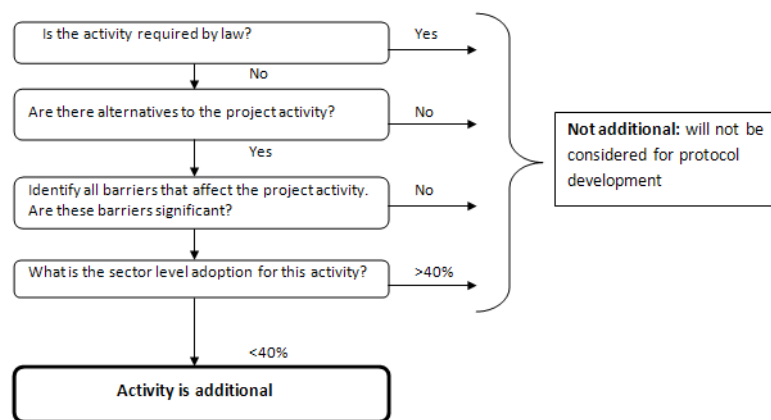 Is the activity required by law?
Yes
No
Are there alternatives to the project activity?
No
Yes
Not additional: will not be
considered for protocol
development
Identify all barriers that affect the project activity.
Are these barriers significant?
No
What is the sector level adoption for this activity?
>40%
<40%
Activity is additional